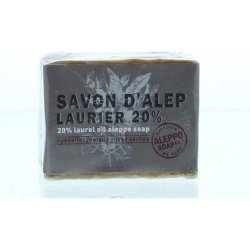 SAVON D'ALEP
LAURIER 20%
20% laurel oil aleppo soap
ALEPPO
SOAP